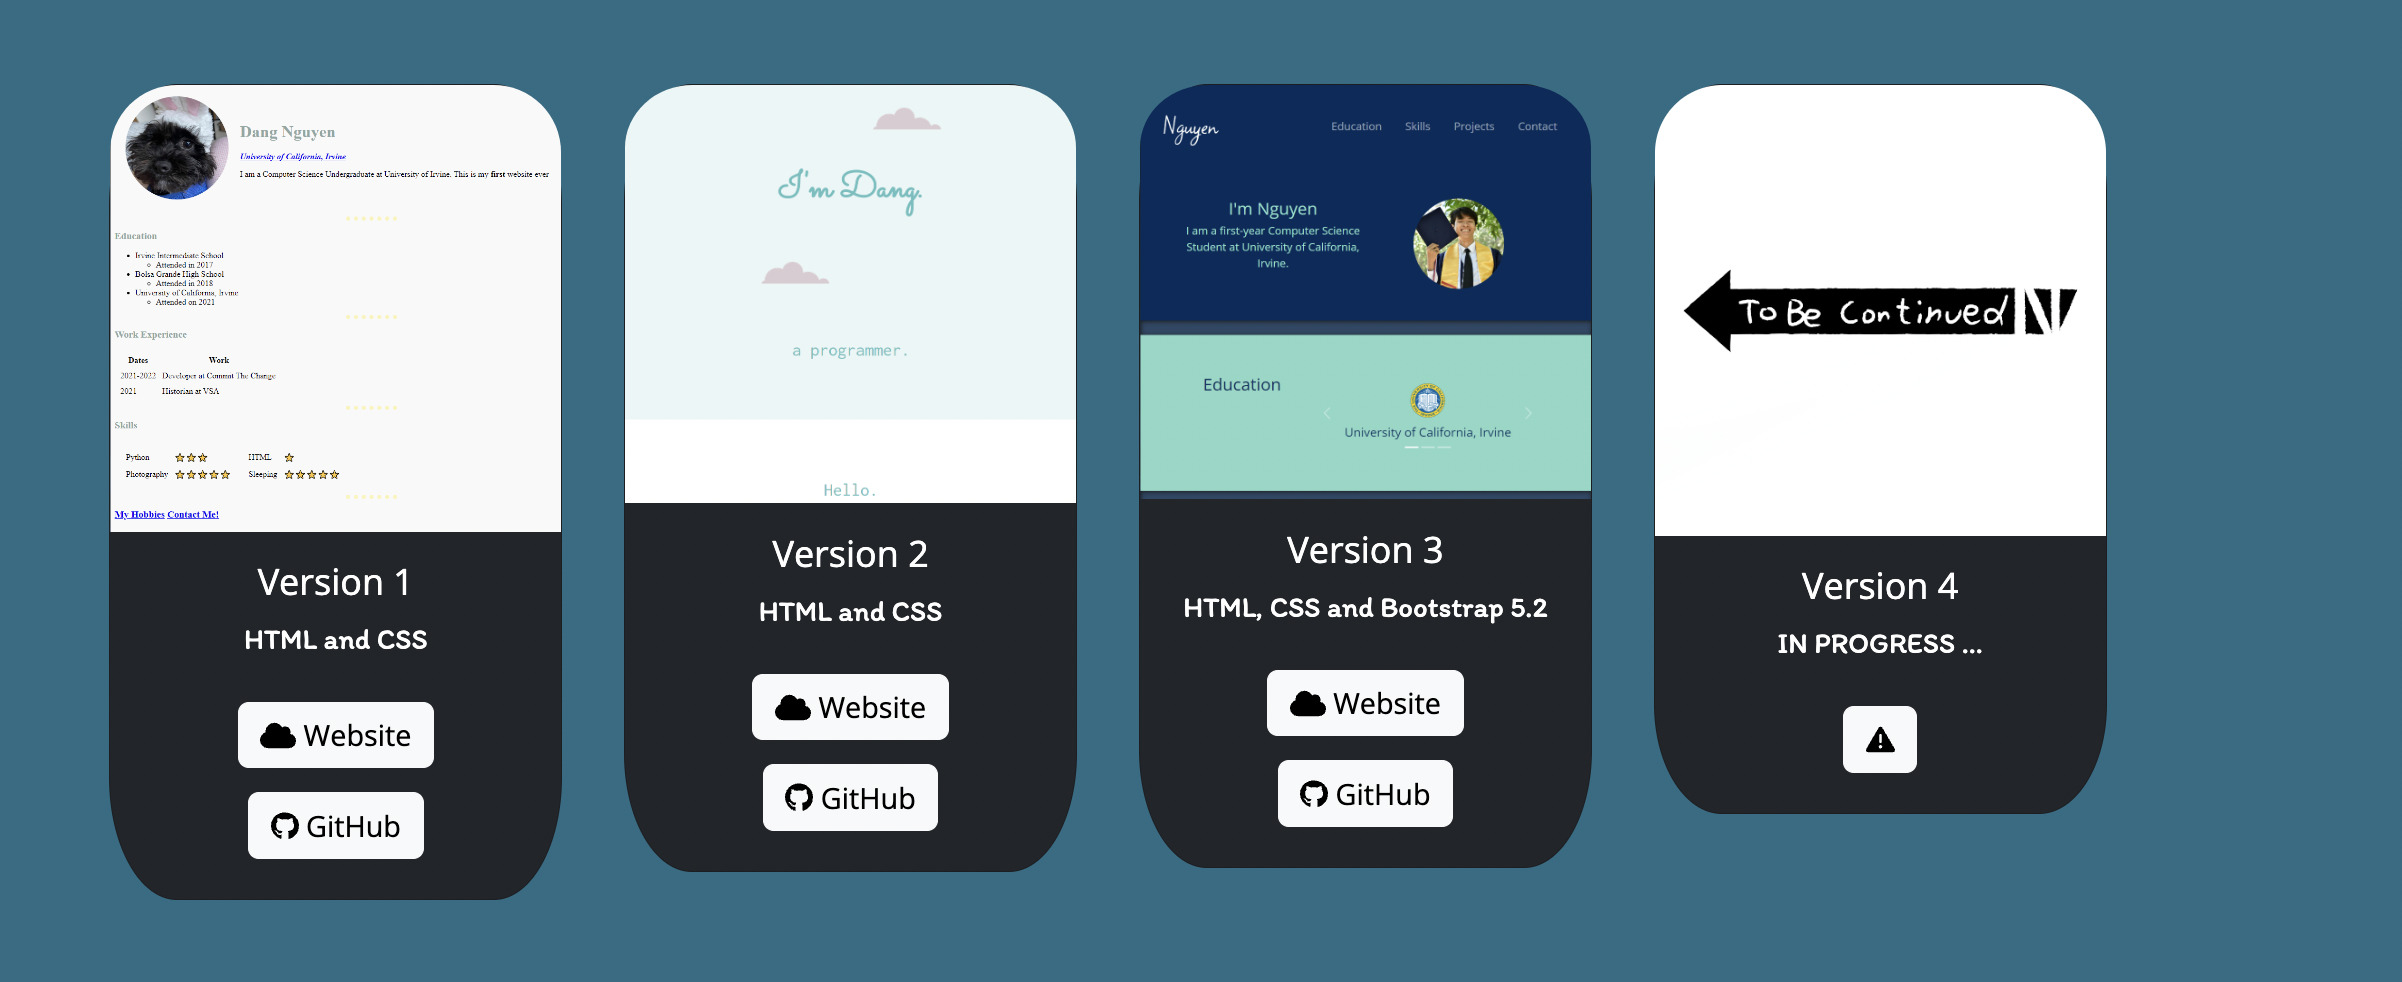 Dang Nguyen
University of California, Irvine
I am a Computer Science Undergraduate at University of Irvine. This is my first website ever
Education
Irvine Intermediate School
Attended in 2017
Bolsa Grande High School
Attended in 2018
University of California, Irvine
Attended on 2021
Work Experience
Dates Work
2021-2022 Developer at Commit The Change
2021 Historian at VSA
Skills
Python HTML
Photography Sleeping
My Hobbies Contact Me!
Version 1
HTML and CSS
Website
GitHub
I'm Dang.
a programmer.
Hello.
Version 2
HTML and CSS
Website
GitHub
Nguyen Education Skills Projects Contact
I'm Nguyen
I am a first-year Computer Science
Student at University of California,
Irvine.
Education
University of California, Irvine
Version 3
HTML, CSS and Bootstrap 5.2
Website
GitHub
To Be Continued
Version 4
IN PROGRESS ...